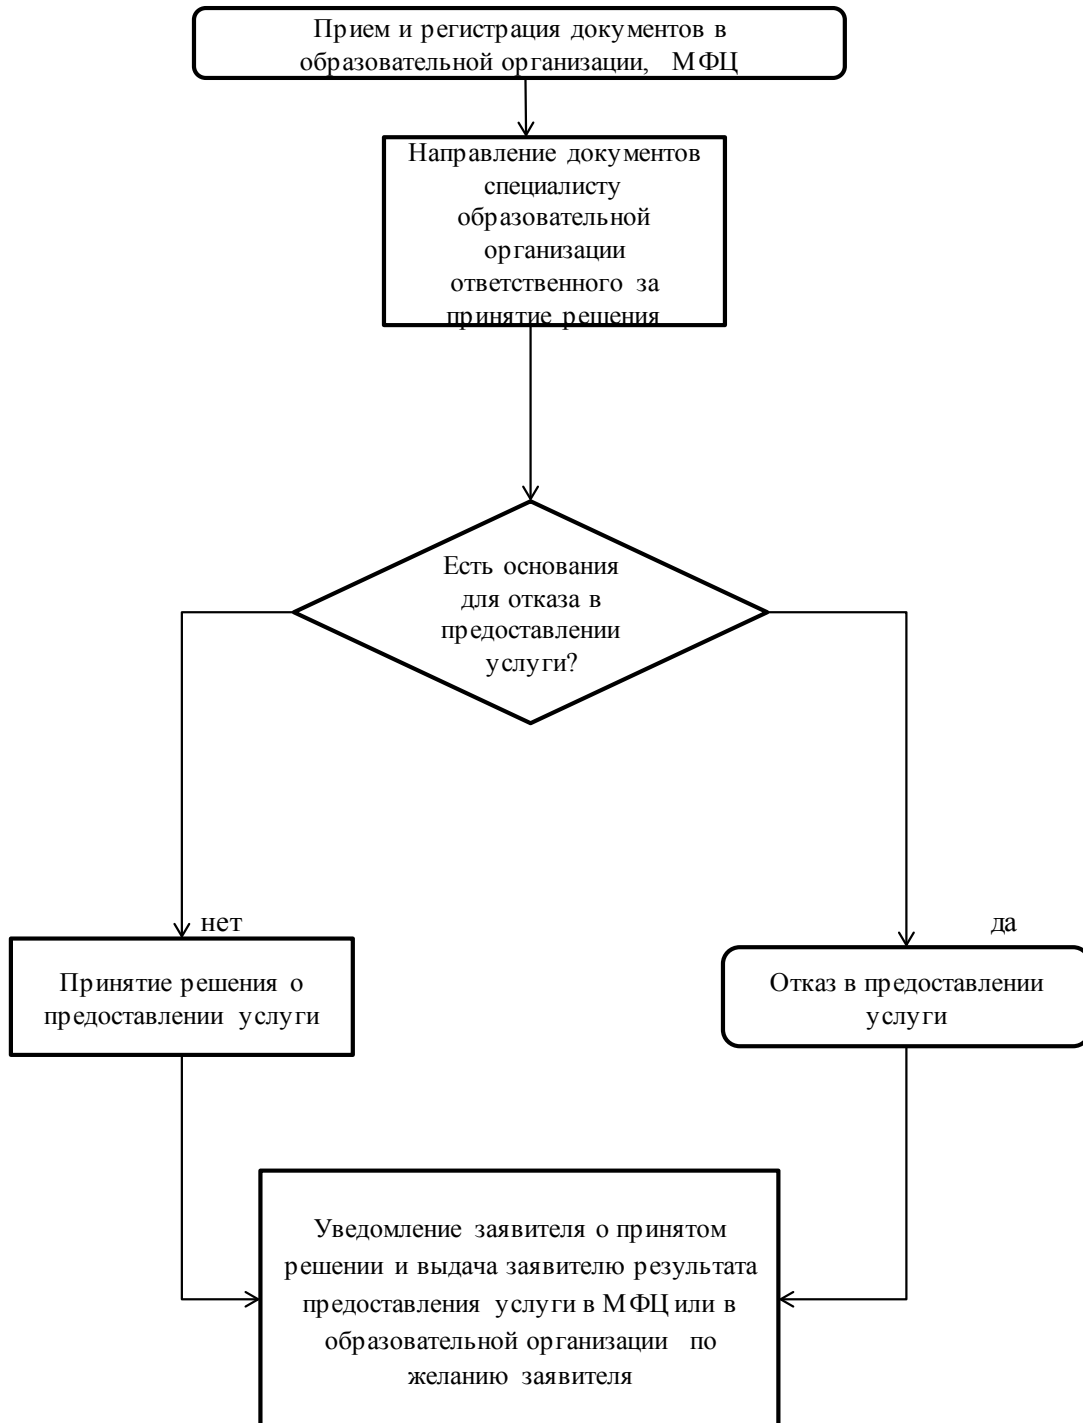 Прием и регистрация документов в
образовательной организации, МФЦ
Направление документов
специалисту
образовательной
организации
ответственного за
принятие решения
Есть основания
для отказа в
предоставлении
услуги?
нет
да
Принятие решения о
предоставлении услуги
Отказ в предоставлении
услуги
Уведомление заявителя о принятом
решении и выдача заявителю результата
предоставления услуги в МФЦ или в
образовательной организации по
желанию заявителя